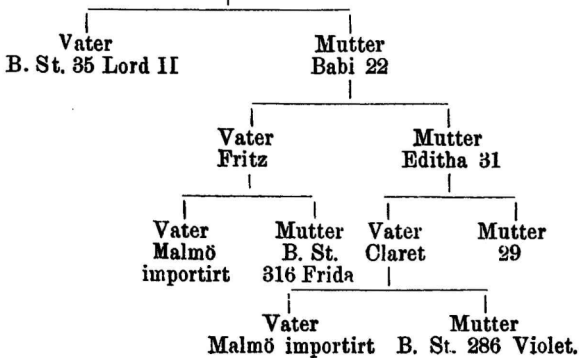 Vater Mutter
B. St. 35 Lord II Babi 22
Vater Mutter
Fritz Editha 31
Vater Mutter Vater Mutter
Malmö B. St. Claret 29
importirt 316 Frida
Vater Mutter
Malmö importirt B. St. 286 Violet.